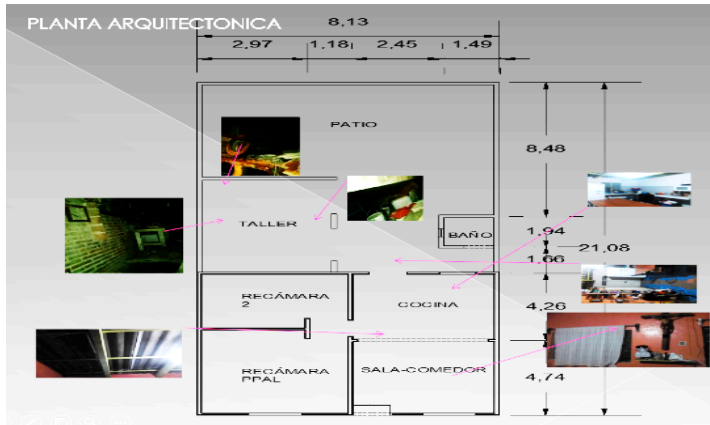 PLANTA ARQUITECTONICA
8,13
2,97 1,18 2,45 1,49
PATIO
8,48
TALLER
BAÑO
1,94
21,08
1,66
RECÁMARA
2
COCINA
4,26
RECÁMARA
PPAL
SALA-COMEDOR
4,74